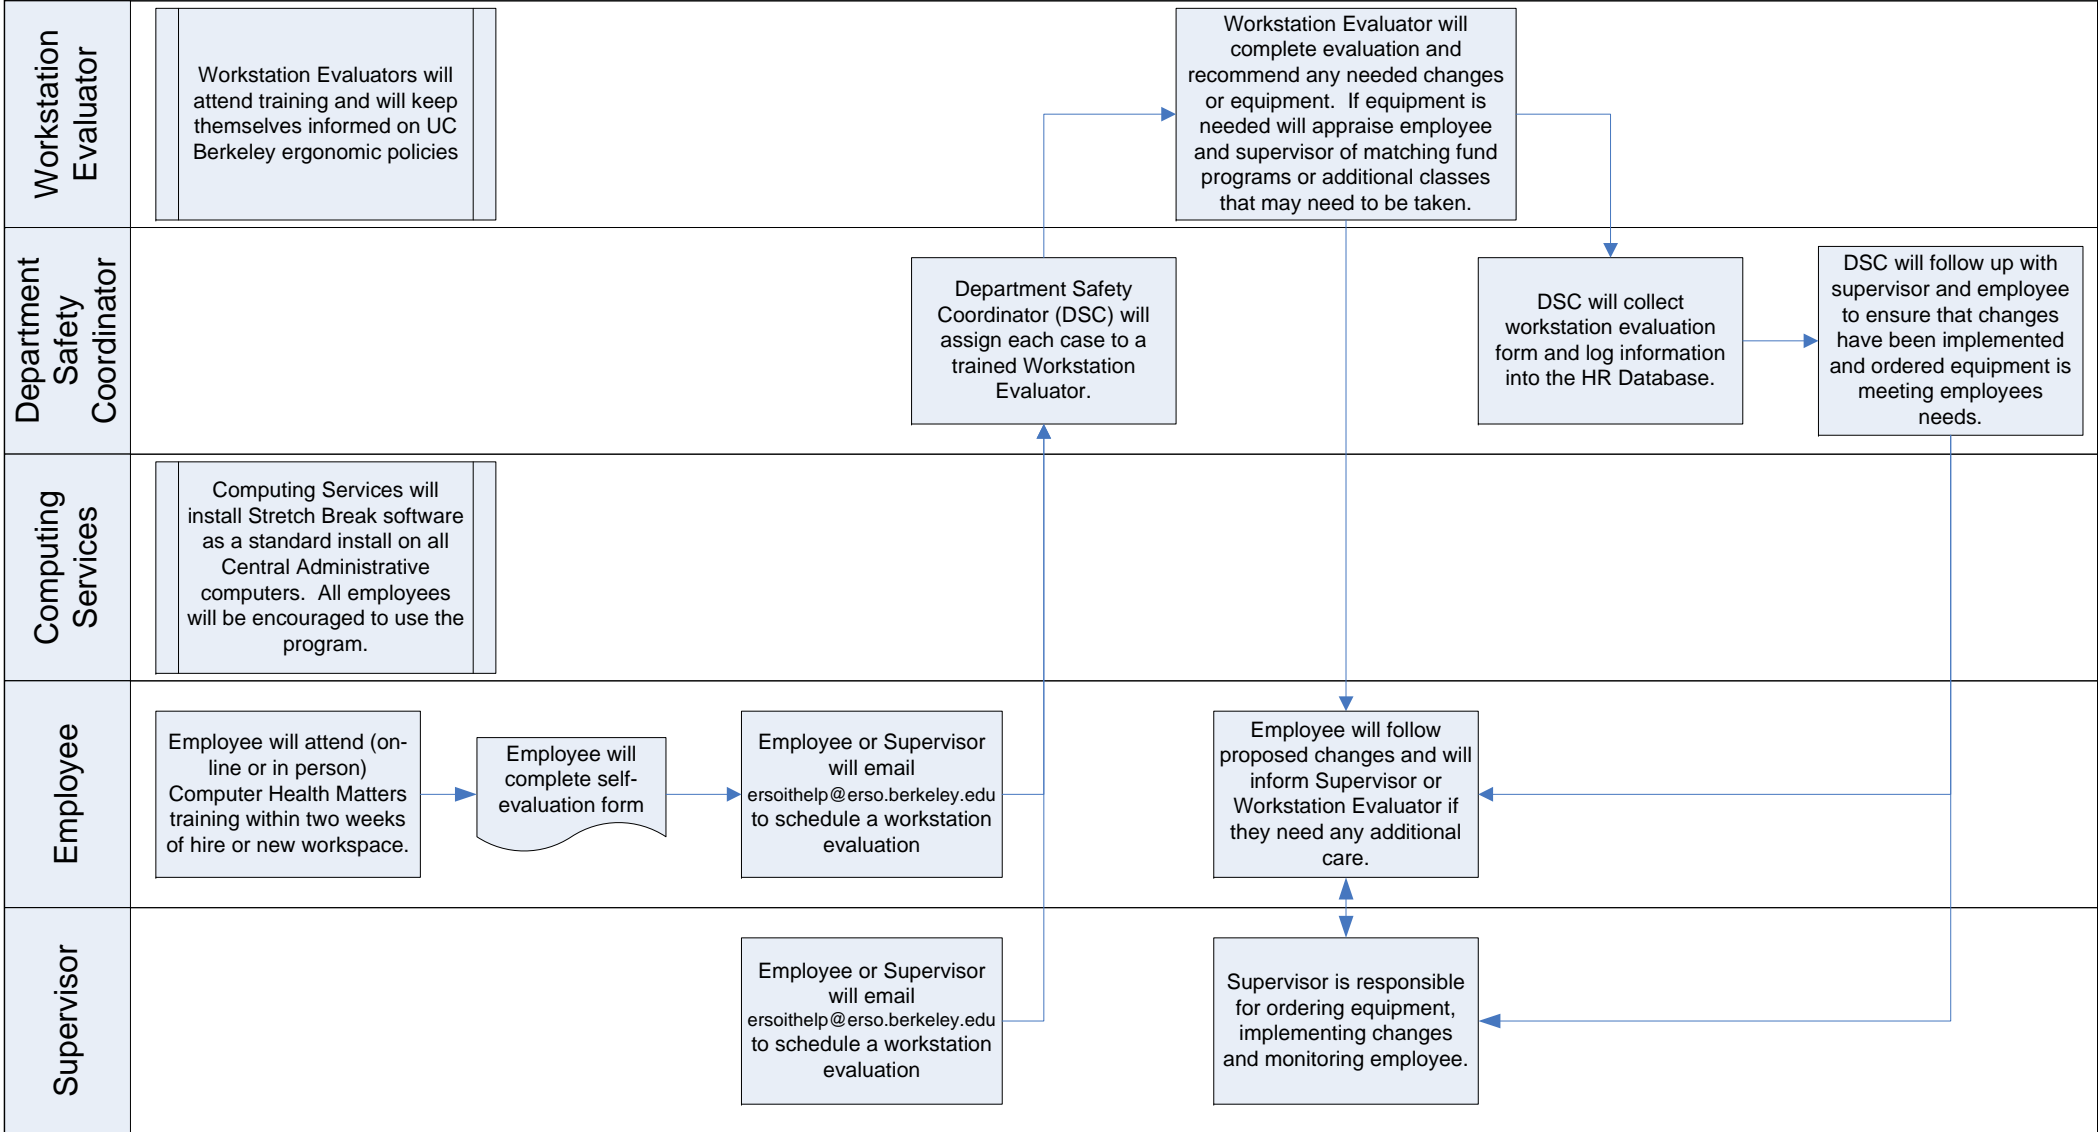 Workstation
Evaluator
Workstation Evaluators will
attend training and will keep
themselves informed on UC
Berkeley ergonomic policies
Workstation Evaluator will
complete evaluation and
recommend any needed changes
or equipment.  If equipment is
needed will appraise employee
and supervisor of matching fund
programs or additional classes
that may need to be taken.
Department
Safety
Coordinator
Department Safety
Coordinator (DSC) will
assign each case to a
trained Workstation
Evaluator.
DSC will collect
workstation evaluation
form and log information
into the HR Database.
DSC will follow up with
supervisor and employee
to ensure that changes
have been implemented
and ordered equipment is
meeting employees
needs.
Computing
Services
Computing Services will
install Stretch Break software
as a standard install on all
Central Administrative
computers.  All employees
will be encouraged to use the
program.
Employee
Employee will attend (on-
line or in person)
Computer Health Matters
training within two weeks
of hire or new workspace.
Employee will
complete self-
evaluation form
Employee or Supervisor
will email
ersoithelp@erso.berkeley.edu
to schedule a workstation
evaluation
Employee will follow
proposed changes and will
inform Supervisor or
Workstation Evaluator if
they need any additional
care.
Supervisor
Employee or Supervisor
will email
ersoithelp@erso.berkeley.edu
to schedule a workstation
evaluation
Supervisor is responsible
for ordering equipment,
implementing changes
and monitoring employee.